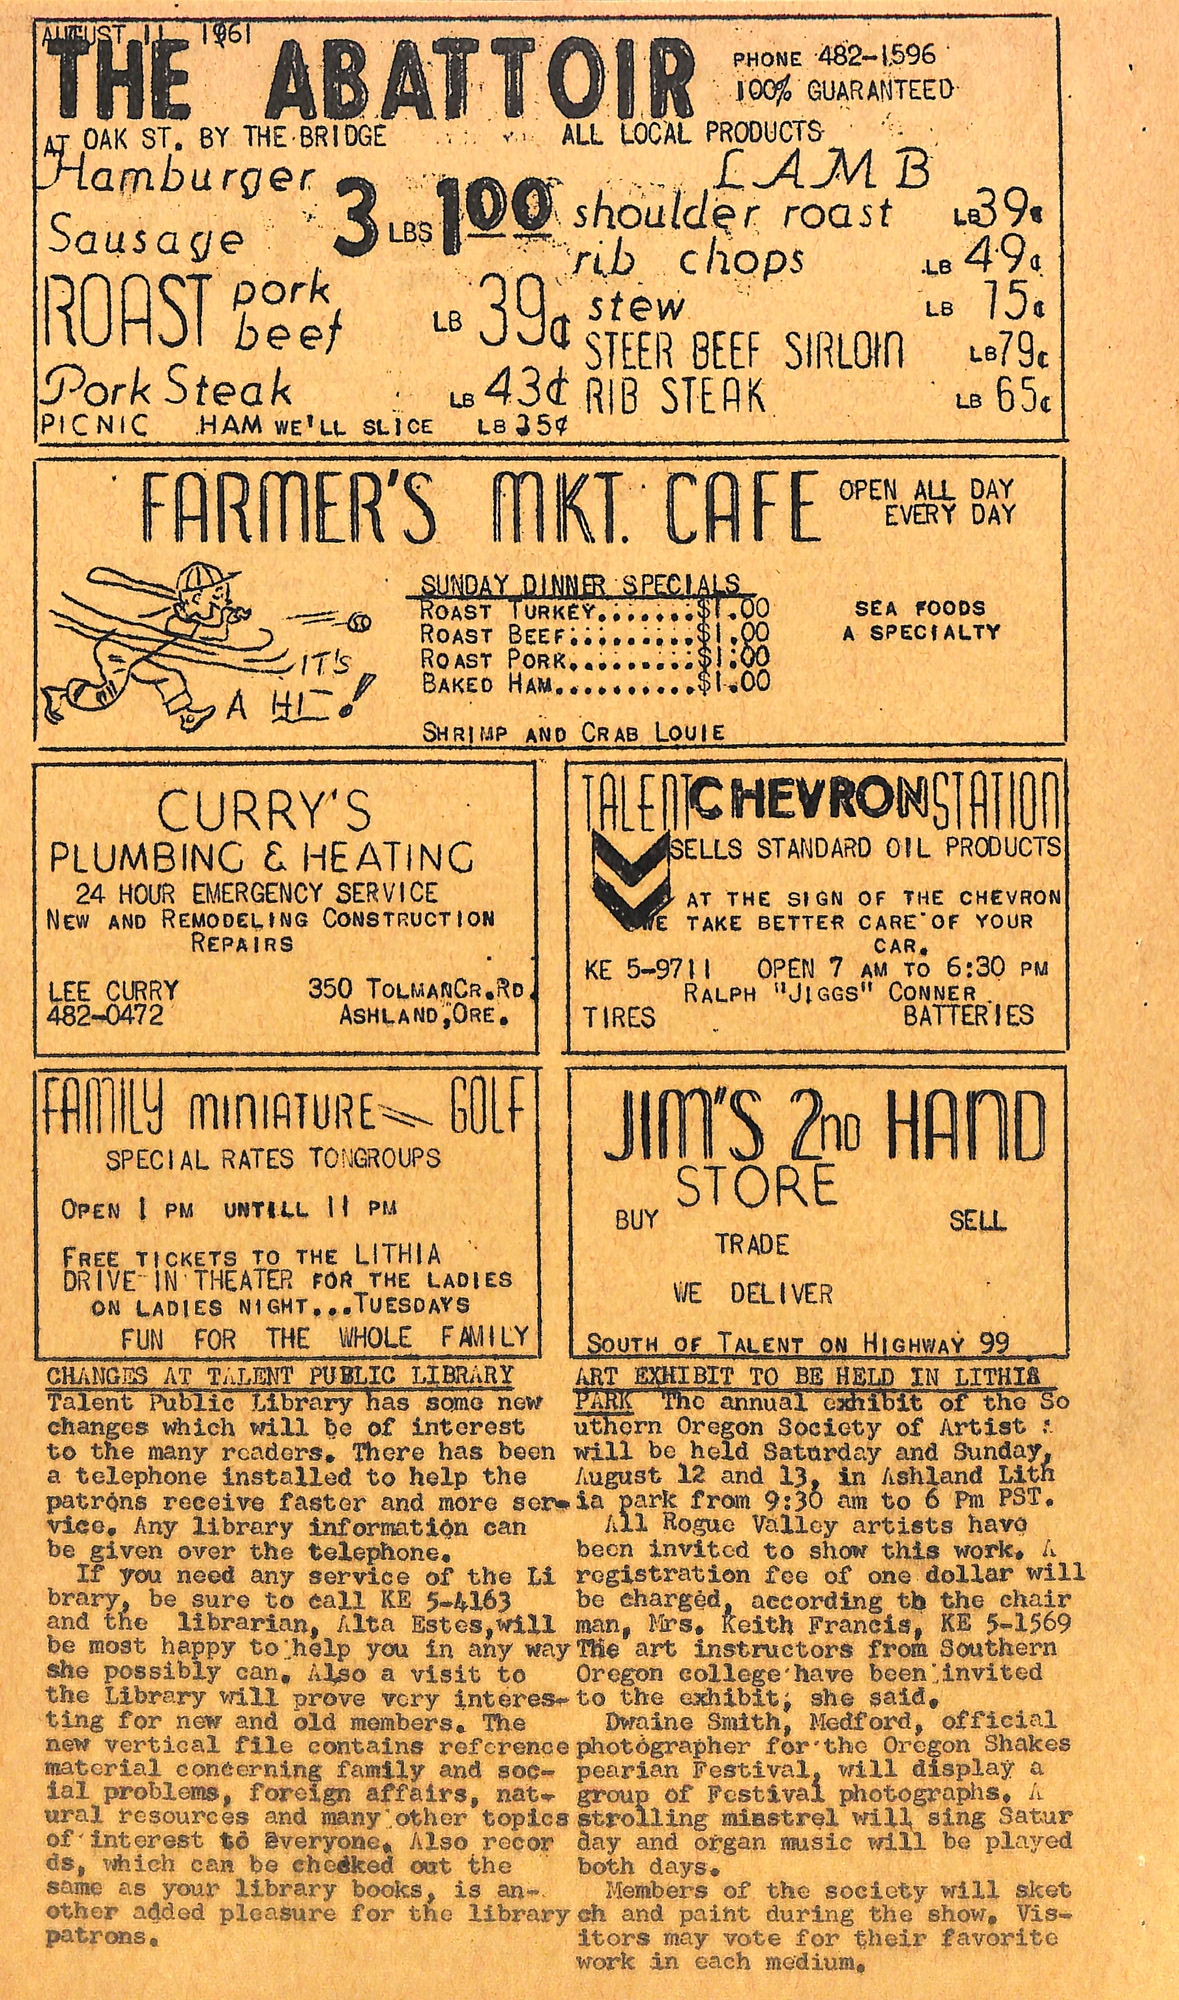 AUGUST 11 1961
THE ABATTOIR
PHONE 482-1596
100% GUARANTEED
AT OAK ST. BY THE BRIDGE
ALL LOCAL PRODUCTS
Hamburger
Sausage
3 LBS 1.00
ROAST pork
beef
LB 39¢
Pork Steak LB 43¢
PICNIC HAM WE'LL SLICE LB 35¢
LAMB
shoulder roast LB 39¢
rib chops LB 49¢
stew LB 15¢
STEER BEEF SIRLOIN LB 79¢
RIB STEAK LB 65¢
FARMER'S MKT. CAFE
OPEN ALL DAY
EVERY DAY
IT'S
A HIT!
SUNDAY DINNER SPECIALS
ROAST TURKEY.......$1.00
ROAST BEEF.........$1.00
ROAST PORK.........$1.00
BAKED HAM..........$1.00
SHRIMP AND CRAB LOUIE
SEA FOODS
A SPECIALTY
CURRY'S
PLUMBING & HEATING
24 HOUR EMERGENCY SERVICE
NEW AND REMODELING CONSTRUCTION
REPAIRS
LEE CURRY 350 TOLMAN CR. RD.
482-0472 ASHLAND, ORE.
TALENT CHEVRON STATION
SELLS STANDARD OIL PRODUCTS
AT THE SIGN OF THE CHEVRON
WE TAKE BETTER CARE OF YOUR
CAR.
KE 5-9711 OPEN 7 AM TO 6:30 PM
RALPH "JIGGS" CONNER
TIRES BATTERIES
FAMILY MINIATURE GOLF
SPECIAL RATES TO GROUPS
OPEN 1 PM UNTILL 11 PM
FREE TICKETS TO THE LITHIA
DRIVE-IN THEATER FOR THE LADIES
ON LADIES NIGHT...TUESDAYS
FUN FOR THE WHOLE FAMILY
JIM'S 2nd HAND
STORE
BUY SELL
TRADE
WE DELIVER
SOUTH OF TALENT ON HIGHWAY 99
CHANGES AT TALENT PUBLIC LIBRARY
Talent Public Library has some new
changes which will be of interest
to the many readers. There has been
a telephone installed to help the
patrons receive faster and more ser-
vice. Any library information can
be given over the telephone.
If you need any service of the Li
brary, be sure to call KE 5-4163
and the librarian, Alta Estes,will
be most happy to help you in any way
she possibly can. Also a visit to
the Library will prove very interes-
ting for new and old members. The
new vertical file contains reference
material concerning family and soc-
ial problems, foreign affairs, nat-
ural resources and many other topics
of interest to everyone. Also recor
ds, which can be checked out the
same as your library books, is an-
other added pleasure for the library
patrons.
ART EXHIBIT TO BE HELD IN LITHIA
PARK The annual exhibit of the So
uthern Oregon Society of Artist
will be held Saturday and Sunday,
August 12 and 13, in Ashland Lith
ia park from 9:30 am to 6 Pm PST.
All Rogue Valley artists have
been invited to show this work. A
registration fee of one dollar will
be charged, according to the chair
man, Mrs. Keith Francis, KE 5-1569
The art instructors from Southern
Oregon college have been invited
to the exhibit, she said.
Dwaine Smith, Medford, official
photographer for the Oregon Shakes
pearian Festival, will display a
group of Festival photographs. A
strolling minstrel will sing Satur
day and organ music will be played
both days.
Members of the society will sket
ch and paint during the show. Vis-
itors may vote for their favorite
work in each medium.